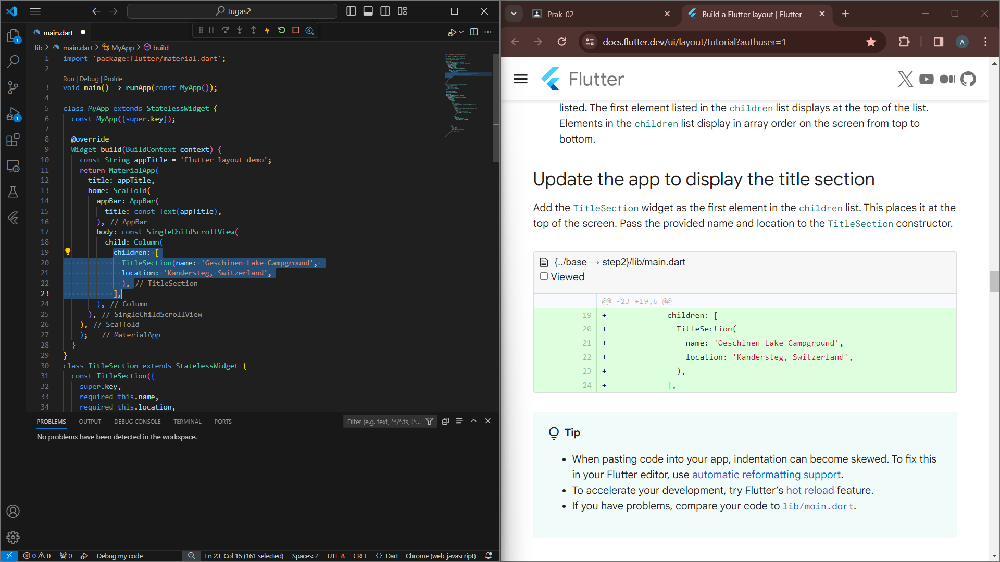 tugas2
main.dart
lib > main.dart > MyApp > build
1 import 'package:flutter/material.dart';
2
Run | Debug | Profile
3 void main() => runApp(const MyApp());
4
5 class MyApp extends StatelessWidget {
6 const MyApp({super.key});
7
8 @override
9 Widget build(BuildContext context) {
10 const String appTitle = 'Flutter layout demo';
11 return MaterialApp(
12 title: appTitle,
13 home: Scaffold(
14 appBar: AppBar(
15 title: const Text(appTitle),
16 ), // AppBar
17 body: const SingleChildScrollView(
18 child: Column(
19 children: [
20 TitleSection(name: 'Geschinen Lake Campground',
21 location: 'Kandersteg, Switzerland',
22 ), // TitleSection
23 ],
24 ), // Column
25 ), // SingleChildScrollView
26 ), // Scaffold
27 ); // MaterialApp
28 }
29 }
30 class TitleSection extends StatelessWidget {
31 const TitleSection({
32 super.key,
33 required this.name,
34 required this.location,
PROBLEMS OUTPUT DEBUG CONSOLE TERMINAL PORTS
Filter (e.g. text, **/*.ts, !*...
No problems have been detected in the workspace.
0 0 0 Debug my code Ln 23, Col 15 (161 selected) Spaces: 2 UTF-8 CRLF {} Dart Chrome (web-javascript)
1
1
Prak-02
Build a Flutter layout | Flutter
docs.flutter.dev/ui/layout/tutorial?authuser=1
A
Flutter
listed. The first element listed in the children list displays at the top of the list.
Elements in the children list display in array order on the screen from top to
bottom.
Update the app to display the title section
Add the TitleSection widget as the first element in the children list. This places it at the
top of the screen. Pass the provided name and location to the TitleSection constructor.
{../base → step2}/lib/main.dart
Viewed
@@ -23 +19,6 @@
19 + children: [
20 + TitleSection(
21 + name: 'Oeschinen Lake Campground',
22 + location: 'Kandersteg, Switzerland',
23 + ),
24 + ],
Tip
• When pasting code into your app, indentation can become skewed. To fix this
in your Flutter editor, use automatic reformatting support.
• To accelerate your development, try Flutter’s hot reload feature.
• If you have problems, compare your code to lib/main.dart.